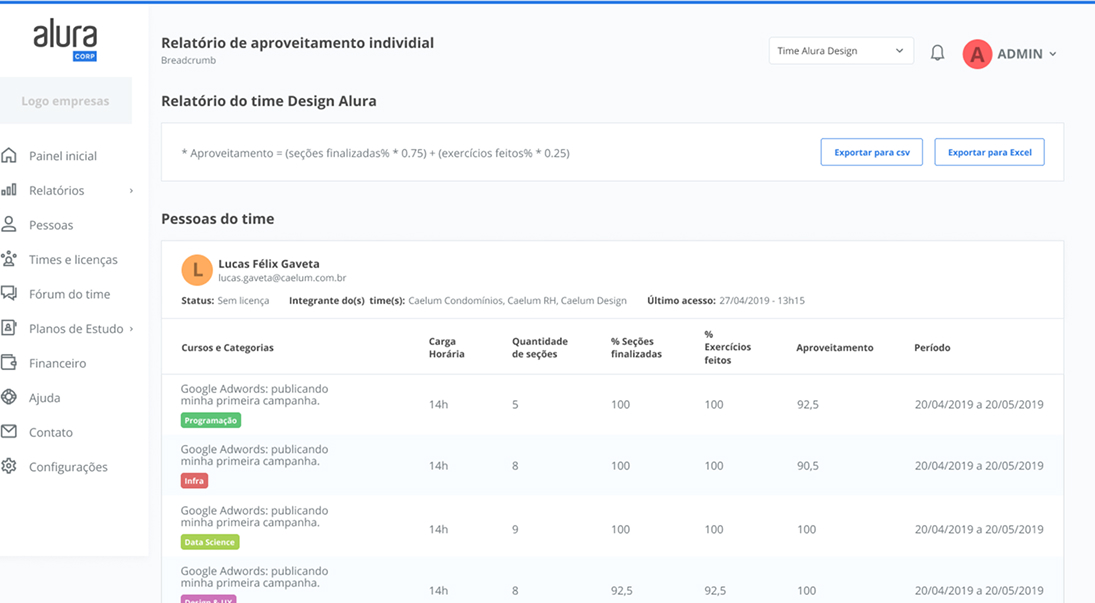 alura
CORP
Relatório de aproveitamento individial
Breadcrumb
Time Alura Design
A
ADMIN
Logo empresas
Painel inicial
Relatórios
Pessoas
Times e licenças
Fórum do time
Planos de Estudo
Financeiro
Ajuda
Contato
Configurações
Relatório do time Design Alura
* Aproveitamento = (seções finalizadas% * 0.75) + (exercícios feitos% * 0.25)
Exportar para csv
Exportar para Excel
Pessoas do time
L
Lucas Félix Gaveta
lucas.gaveta@caelum.com.br
Status: Sem licença Integrante do(s) time(s): Caelum Condomínios, Caelum RH, Caelum Design Último acesso: 27/04/2019 - 13h15
Cursos e Categorias
Carga
Horária
Quantidade
de seções
% Seções
finalizadas
%
Exercícios
feitos
Aproveitamento
Período
Google Adwords: publicando
minha primeira campanha.
Programação
14h 5 100 100 92,5 20/04/2019 a 20/05/2019
Google Adwords: publicando
minha primeira campanha.
Infra
14h 8 100 100 90,5 20/04/2019 a 20/05/2019
Google Adwords: publicando
minha primeira campanha.
Data Science
14h 9 100 100 100 20/04/2019 a 20/05/2019
Google Adwords: publicando
minha primeira campanha.
Design & UX
14h 8 92,5 92,5 100 20/04/2019 a 20/05/2019